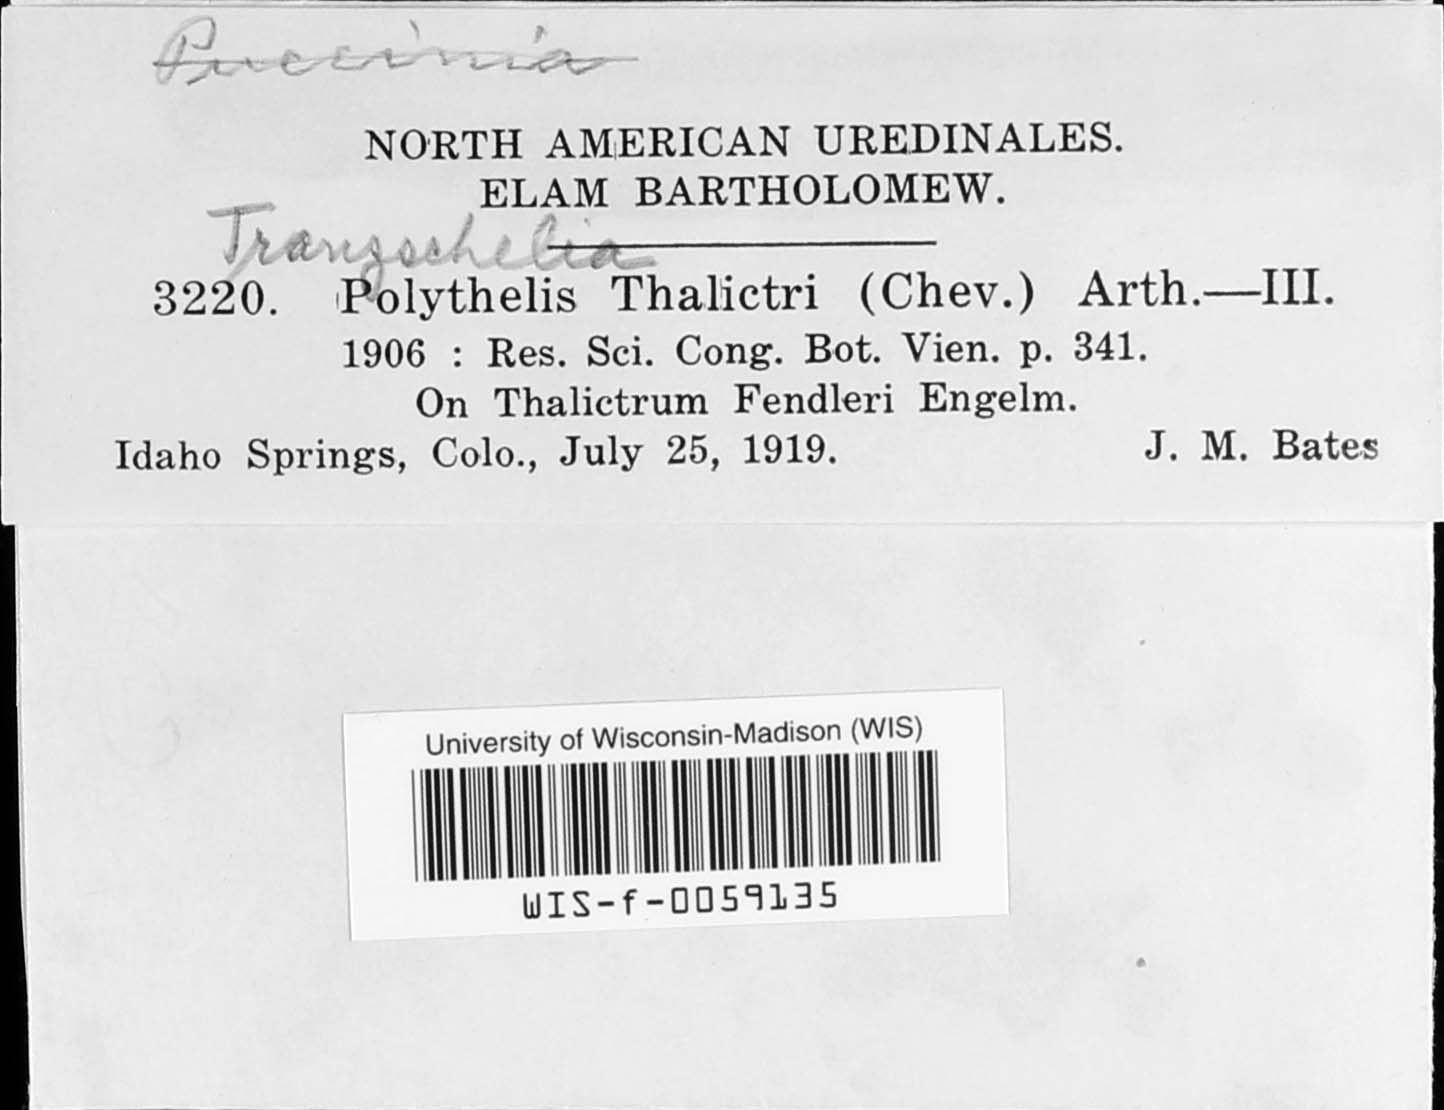 Puccinia
NORTH AMERICAN UREDINALES.
ELAM BARTHOLOMEW.
Tranzschelia
3220. Polythelis Thalictri (Chev.) Arth.—III.
1906 : Res. Sci. Cong. Bot. Vien. p. 341.
On Thalictrum Fendleri Engelm.
Idaho Springs, Colo., July 25, 1919. J. M. Bates
University of Wisconsin-Madison (WIS)
WIS-f-0059135